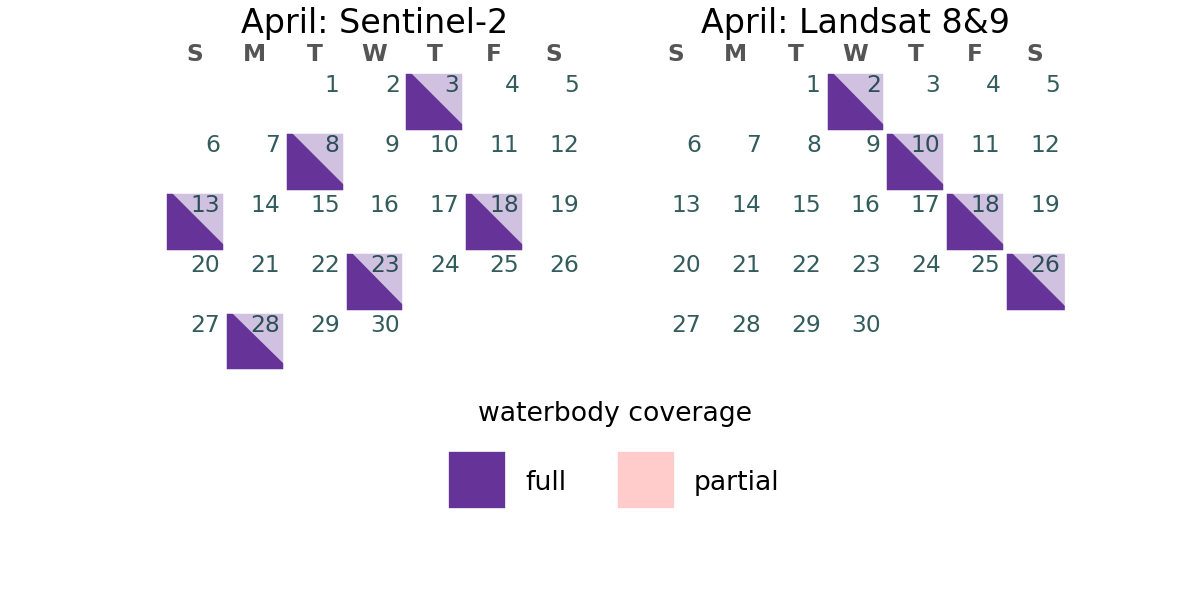 April: Sentinel-2
S M T W T F S
1 2 3 4 5
6 7 8 9 10 11 12
13 14 15 16 17 18 19
20 21 22 23 24 25 26
27 28 29 30
April: Landsat 8&9
S M T W T F S
1 2 3 4 5
6 7 8 9 10 11 12
13 14 15 16 17 18 19
20 21 22 23 24 25 26
27 28 29 30
waterbody coverage
full partial